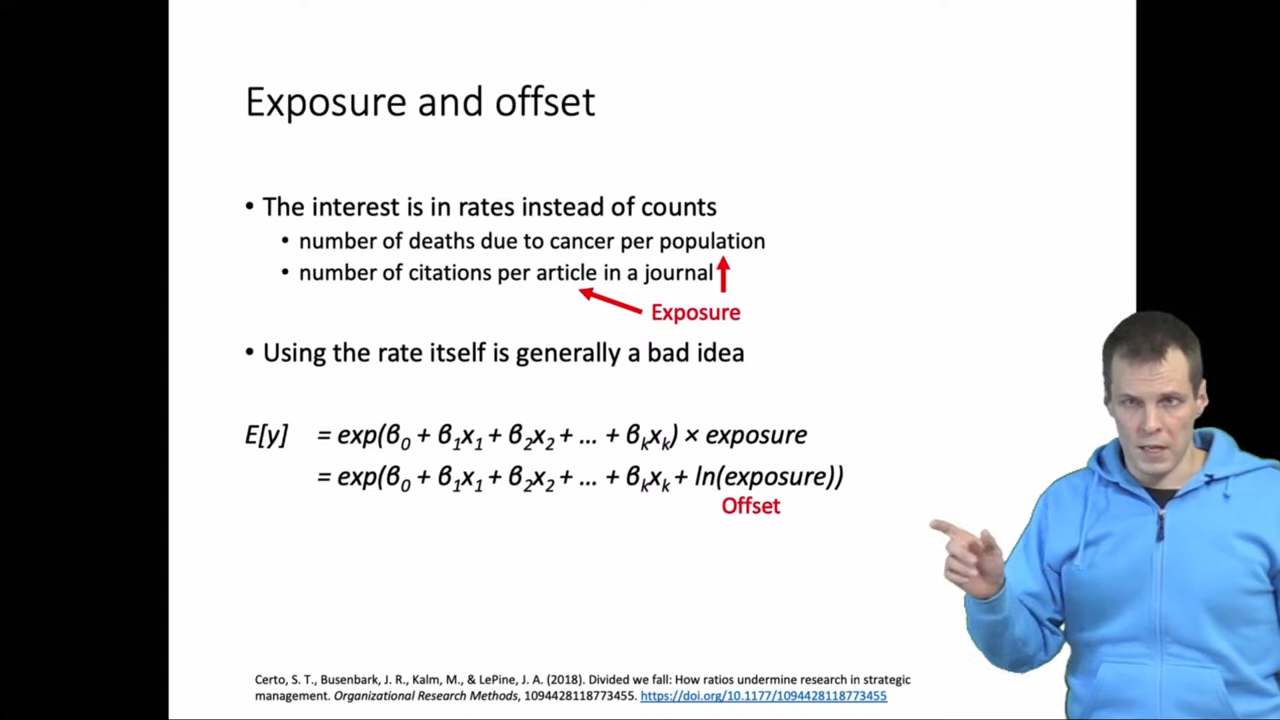 Exposure and offset
• The interest is in rates instead of counts
• number of deaths due to cancer per population
• number of citations per article in a journal
Exposure
• Using the rate itself is generally a bad idea
E[y] = exp(β₀ + β₁x₁ + β₂x₂ + ... + βₖxₖ) × exposure
= exp(β₀ + β₁x₁ + β₂x₂ + ... + βₖxₖ + ln(exposure))
Offset
Certo, S. T., Busenbark, J. R., Kalm, M., & LePine, J. A. (2018). Divided we fall: How ratios undermine research in strategic
management. Organizational Research Methods, 1094428118773455. https://doi.org/10.1177/1094428118773455